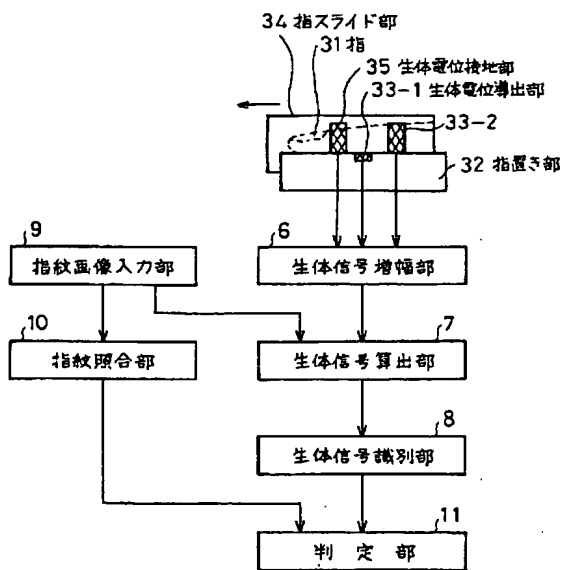 34 指スライド部
31 指
35 生体電位接地部
33-1 生体電位導出部
33-2
32 指置き部
9
指紋画像入力部
6
生体信号増幅部
10
指紋照合部
7
生体信号算出部
8
生体信号識別部
11
判定部